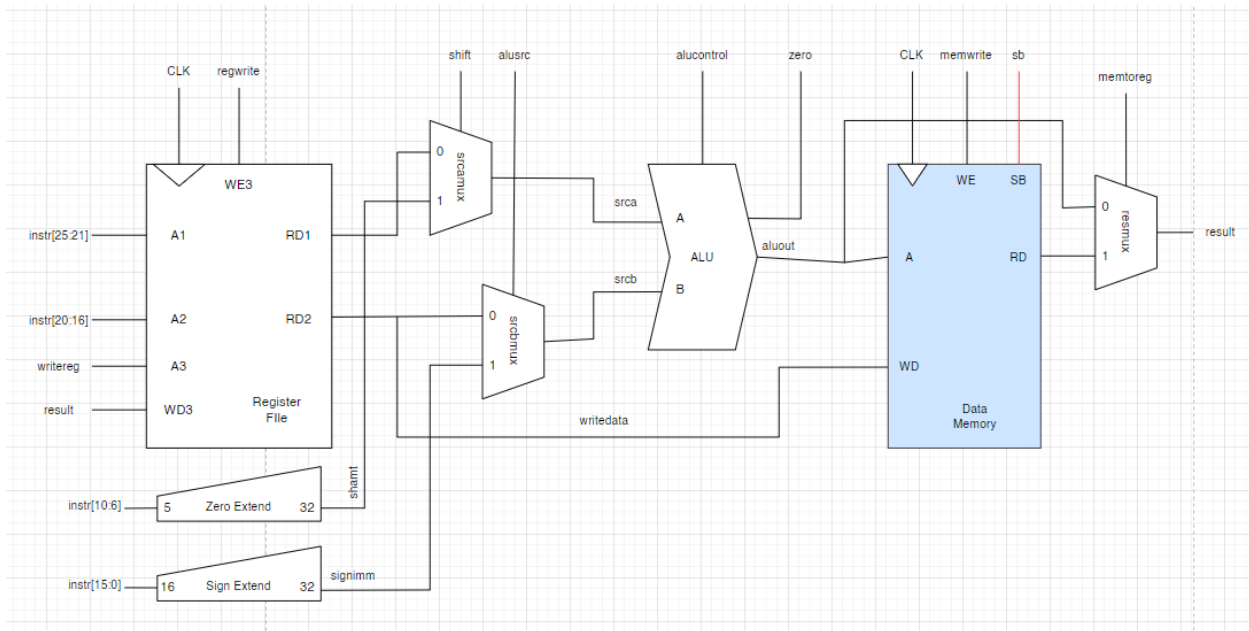 shift
alusrc
alucontrol
zero
CLK
memwrite
sb
CLK
regwrite
memtoreg
0
srcamux
1
WE3
WE
SB
A1
RD1
instr[25:21]
srca
A
ALU
B
srcb
aluout
A
RD
0
resmux
1
result
instr[20:16]
A2
RD2
0
srcbmux
1
writereg
A3
result
WD3
Register
FIle
WD
Data
Memory
writedata
shamt
instr[10:6]
5
Zero Extend
32
signimm
instr[15:0]
16
Sign Extend
32